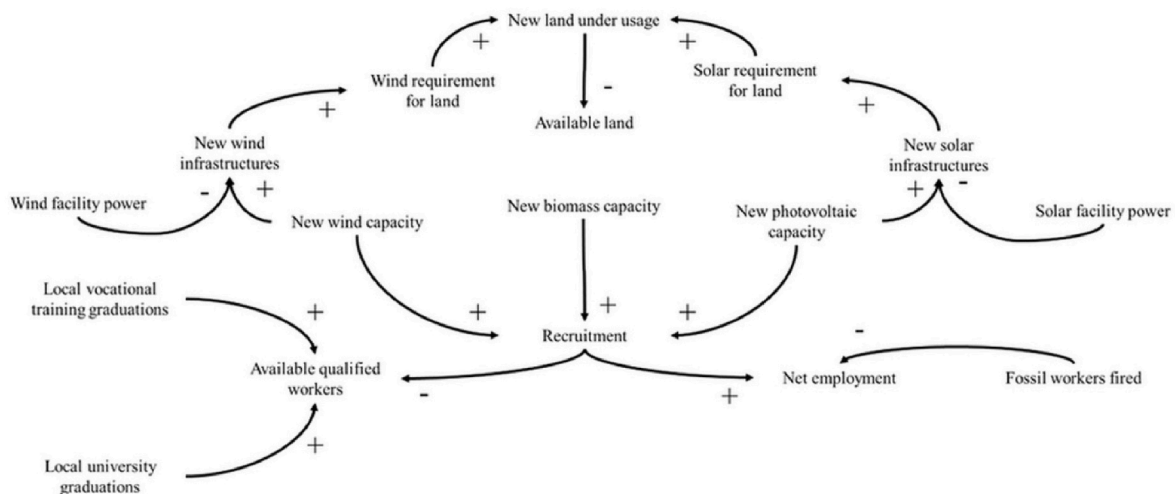 New land under usage
+
+
Wind requirement
for land
Solar requirement
for land
-
+
+
Available land
New wind
infrastructures
New solar
infrastructures
-
+
+
-
Wind facility power
New wind capacity
New biomass capacity
New photovoltaic
capacity
Solar facility power
Local vocational
training graduations
+
+
+
+
Recruitment
-
Available qualified
workers
-
+
Net employment
Fossil workers fired
+
Local university
graduations